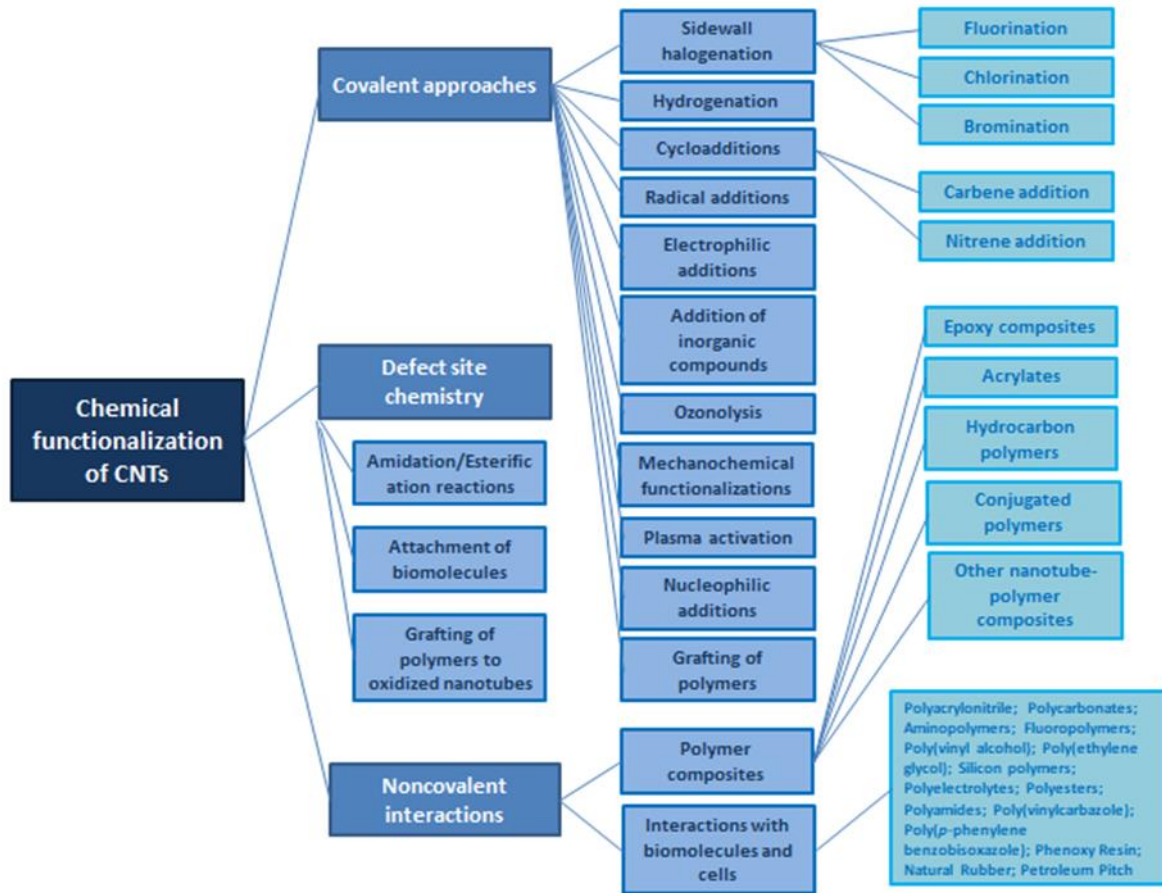 Chemical
functionalization
of CNTs
Covalent approaches
Defect site
chemistry
Amidation/Esterific
ation reactions
Attachment of
biomolecules
Grafting of
polymers to
oxidized nanotubes
Noncovalent
interactions
Sidewall
halogenation
Hydrogenation
Cycloadditions
Radical additions
Electrophilic
additions
Addition of
inorganic
compounds
Ozonolysis
Mechanochemical
functionalizations
Plasma activation
Nucleophilic
additions
Grafting of
polymers
Polymer
composites
Interactions with
biomolecules and
cells
Fluorination
Chlorination
Bromination
Carbene addition
Nitrene addition
Epoxy composites
Acrylates
Hydrocarbon
polymers
Conjugated
polymers
Other nanotube-
polymer
composites
Polyacrylonitrile; Polycarbonates;
Aminopolymers; Fluoropolymers;
Poly(vinyl alcohol); Poly(ethylene
glycol); Silicon polymers;
Polyelectrolytes; Polyesters;
Polyamides; Poly(vinylcarbazole);
Poly(p-phenylene
benzobisoxazole); Phenoxy Resin;
Natural Rubber; Petroleum Pitch